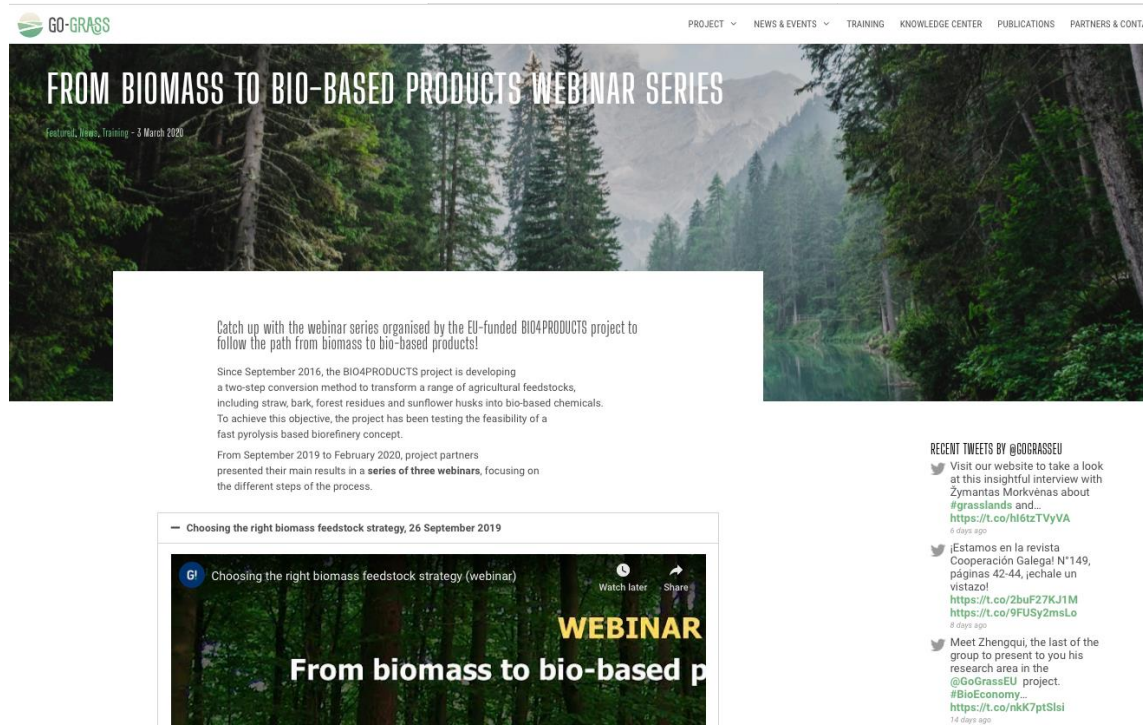 GO-GRASS
PROJECT NEWS & EVENTS TRAINING KNOWLEDGE CENTER PUBLICATIONS PARTNERS & CONTA
FROM BIOMASS TO BIO-BASED PRODUCTS WEBINAR SERIES
Featured, News, Training - 3 March 2020
Catch up with the webinar series organised by the EU-funded BIO4PRODUCTS project to
follow the path from biomass to bio-based products!
Since September 2016, the BIO4PRODUCTS project is developing
a two-step conversion method to transform a range of agricultural feedstocks,
including straw, bark, forest residues and sunflower husks into bio-based chemicals.
To achieve this objective, the project has been testing the feasibility of a
fast pyrolysis based biorefinery concept.
From September 2019 to February 2020, project partners
presented their main results in a series of three webinars, focusing on
the different steps of the process.
— Choosing the right biomass feedstock strategy, 26 September 2019
G! Choosing the right biomass feedstock strategy (webinar)
Watch later Share
WEBINAR
From biomass to bio-based p
RECENT TWEETS BY @GOGRASSEU
Visit our website to take a look
at this insightful interview with
Žymantas Morkvėnas about
#grasslands and…
https://t.co/hI6tzTVyVA
6 days ago
¡Estamos en la revista
Cooperación Galega! N°149,
páginas 42-44, ¡echale un
vistazo!
https://t.co/2buF27KJ1M
https://t.co/9FUSy2msLo
8 days ago
Meet Zhengqui, the last of the
group to present to you his
research area in the
@GoGrassEU project.
#BioEconomy…
https://t.co/nkK7ptSlsi
14 days ago